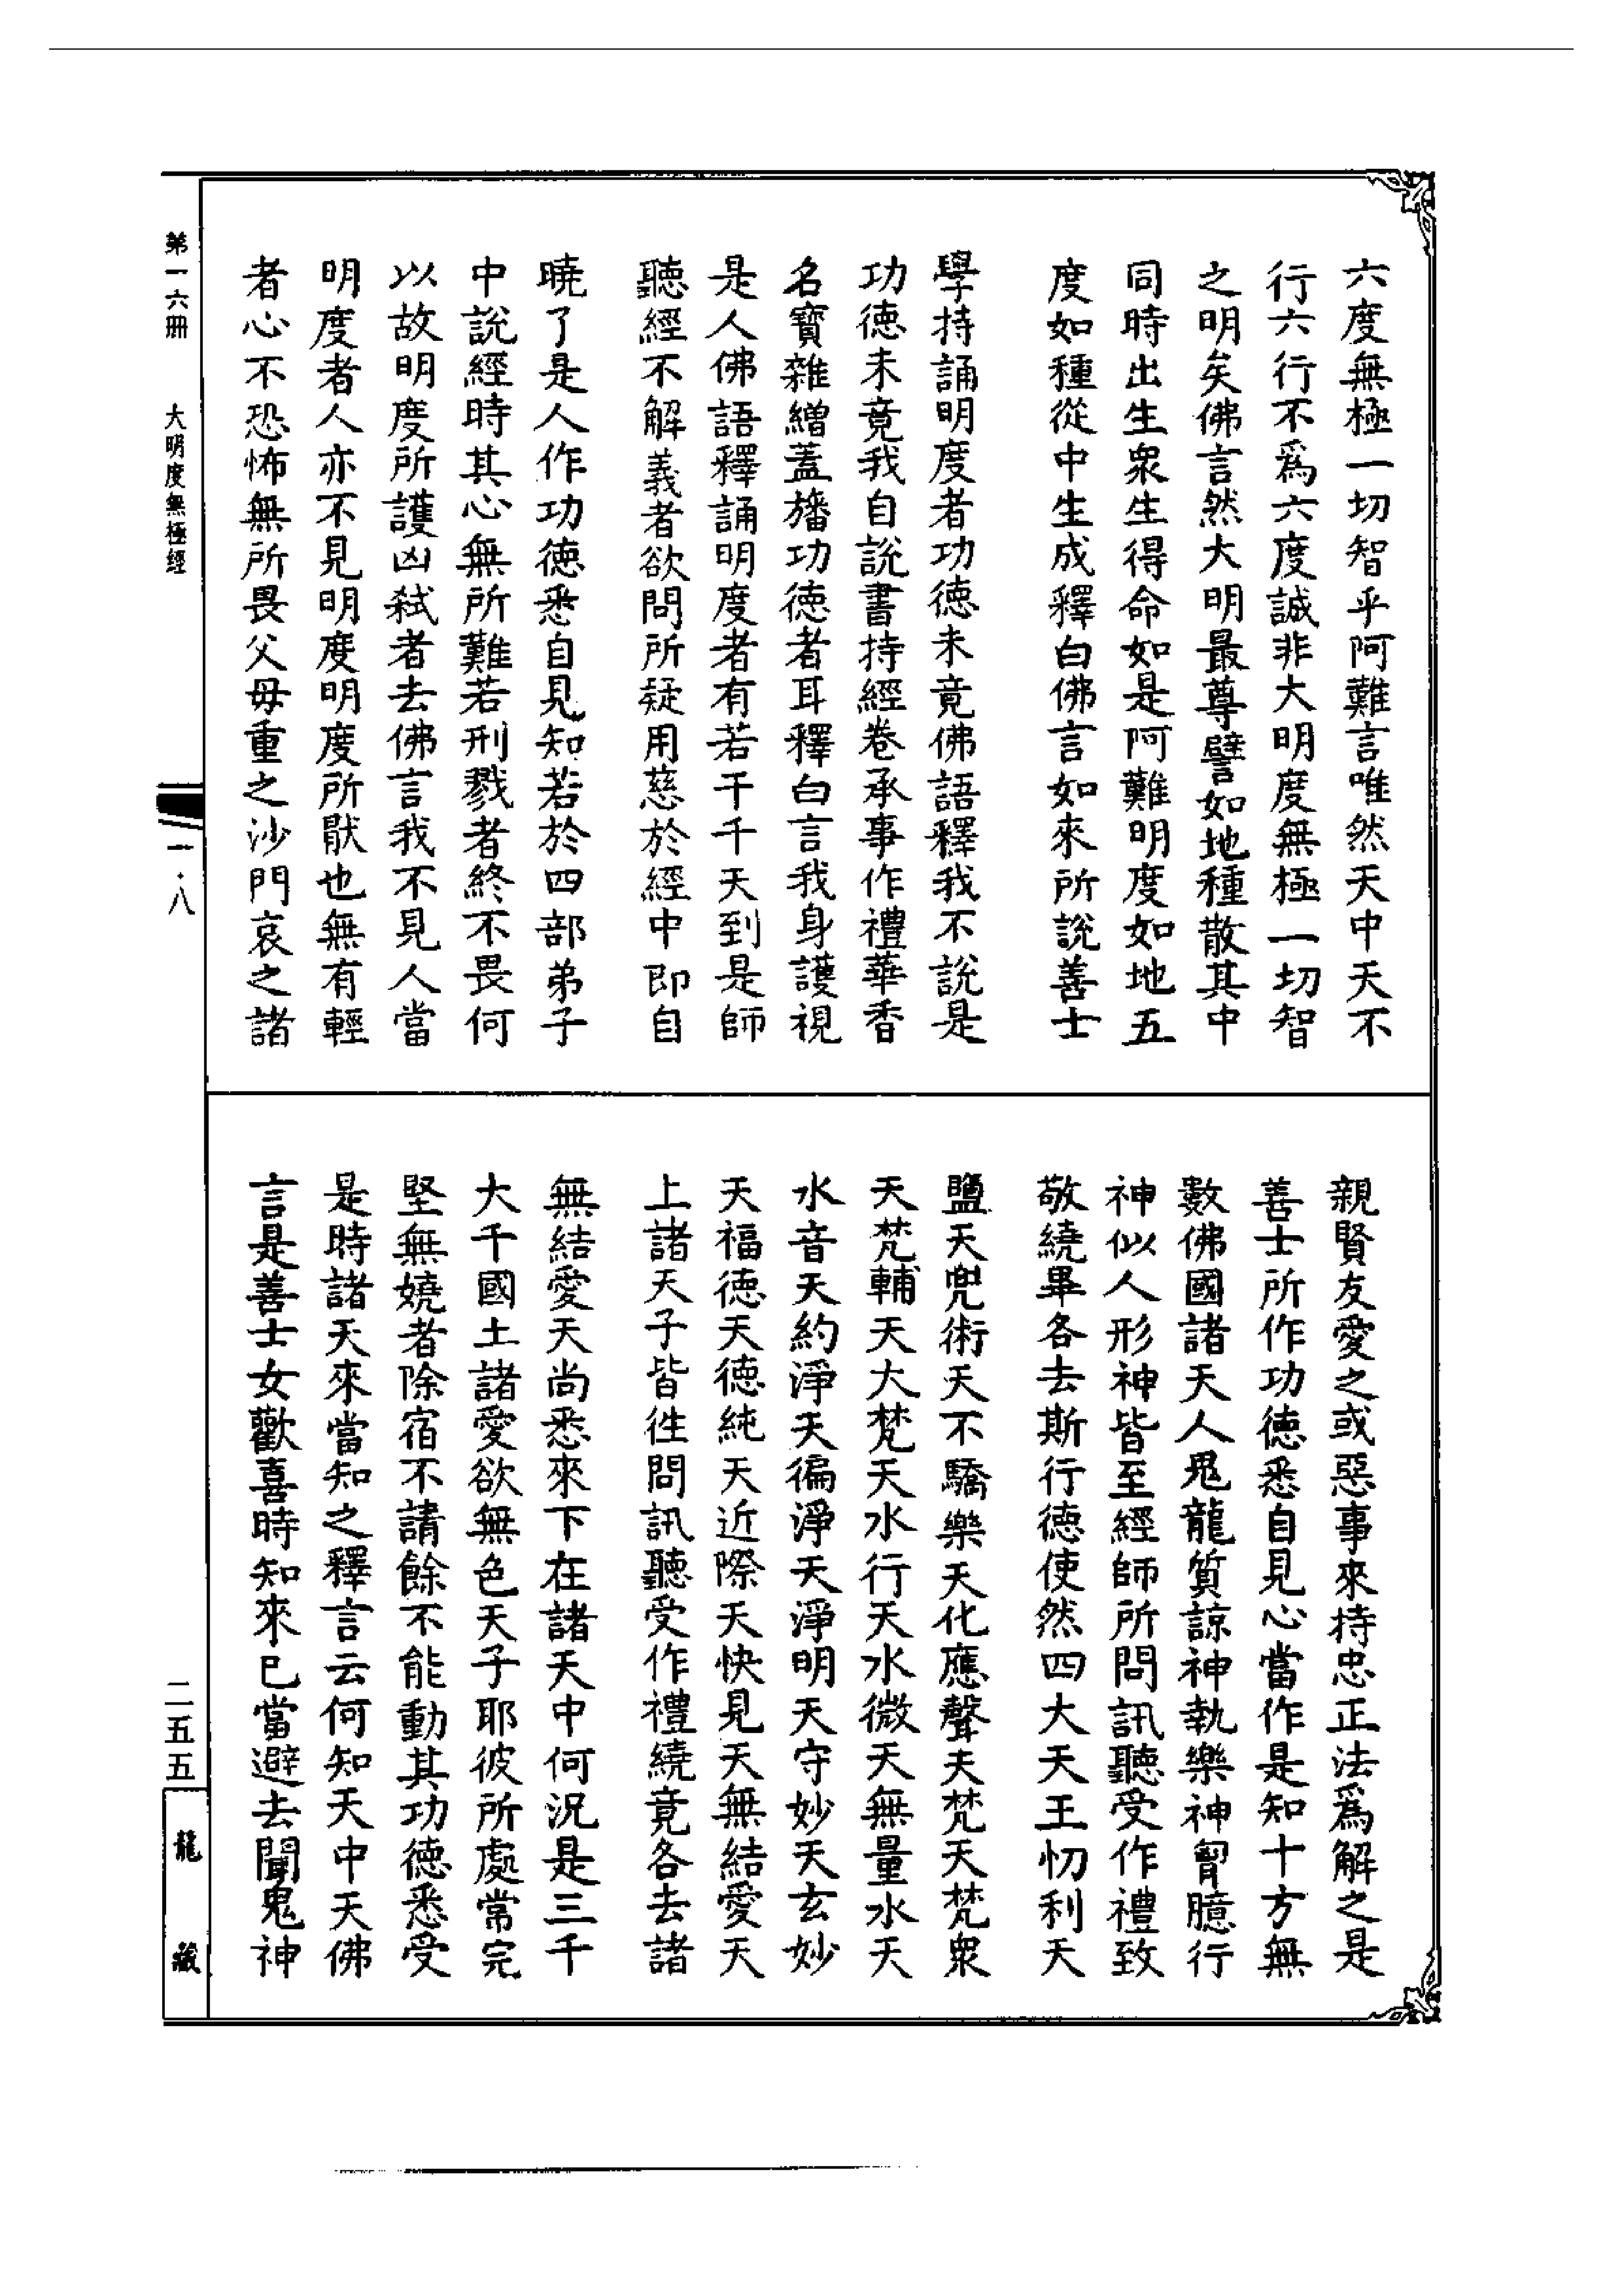 六度無極一切智乎阿難言唯然天中天不
行六行不為六度誠非大明度無極一切智
之明矣佛言然大明最尊譬如地種散其中
同時出生衆生得命如是阿難明度如地五
度如種從中生成釋白佛言如來所說善士
學持誦明度者功德未竟佛語釋我不說是
功德未竟我自說書持經卷承事作禮華香
名寶雜繒蓋旛功德者耳釋白言我身護視
是人佛語釋誦明度者有若干千天到是師
聽經不解義者欲問所疑用慈於經中即自
曉了是人作功德悉自見知若於四部弟子
中說經時其心無所難若刑戮者終不畏何
以故明度所護凶弒者去佛言我不見人當
明度者人亦不見明度明度所猒也無有輕
者心不恐怖無所畏父母重之沙門哀之諸
親賢友愛之或惡事來持忠正法為解之是
善士所作功德悉自見心當作是知十方無
數佛國諸天人鬼龍質諒神執樂神胷臆行
神似人形神皆至經師所問訊聽受作禮致
敬繞畢各去斯行德使然四大天王忉利天
鹽天兜術天不驕樂天化應聲天梵天梵衆
天梵輔天大梵天水行天水微天無量水天
水音天約淨天徧淨天淨明天守妙天玄妙
天福德天德純天近際天快見天無結愛天
上諸天子皆徃問訊聽受作禮繞竟各去諸
無結愛天尚悉來下在諸天中何況是三千
大千國土諸愛欲無色天子耶彼所處常完
堅無嬈者除宿不請餘不能動其功德悉受
是時諸天來當知之釋言云何知天中天佛
言是善士女歡喜時知來已當避去聞鬼神
第一六冊 大明度無極經
一·八
二五五
龍藏